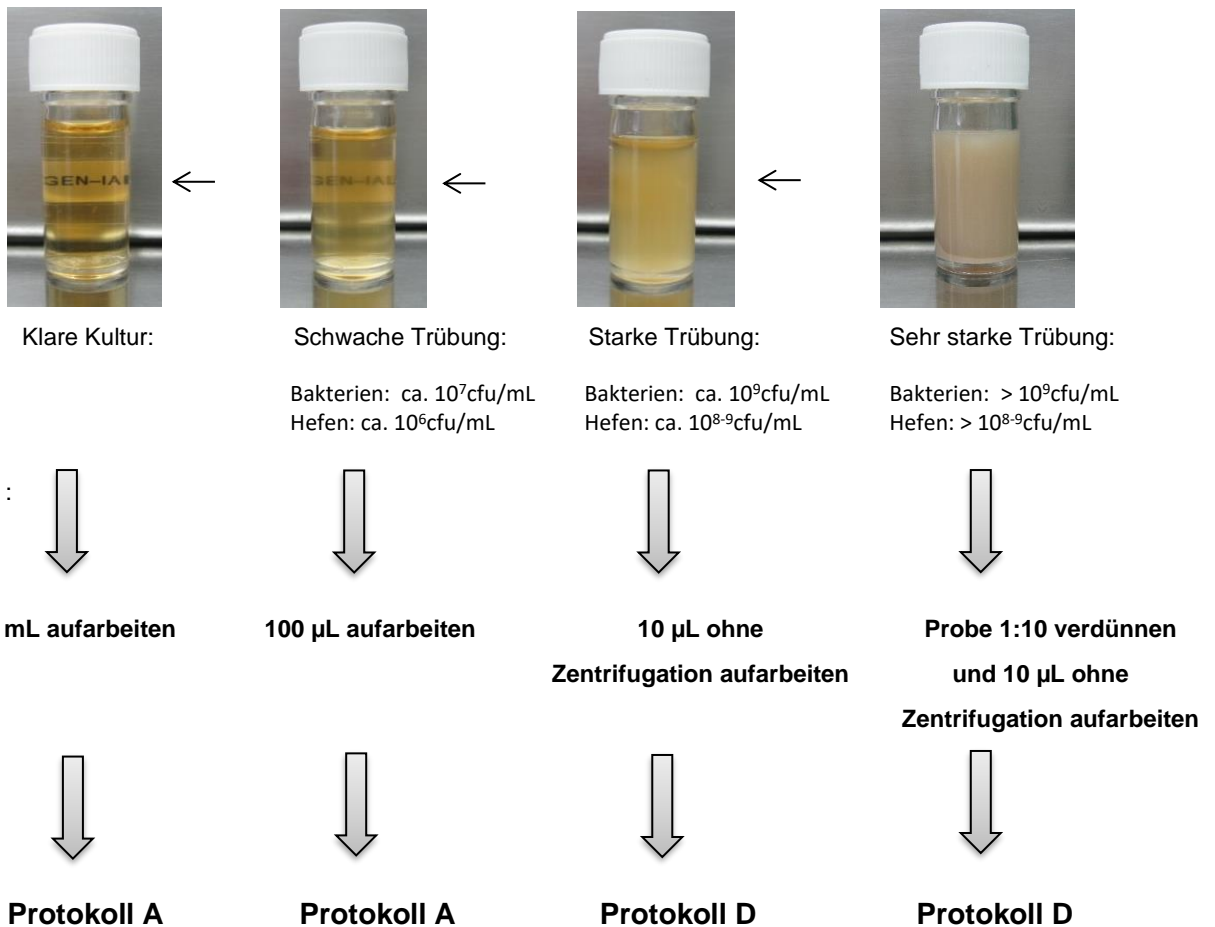 GEN-IAL
Klare Kultur: Schwache Trübung: Starke Trübung: Sehr starke Trübung:
Bakterien: ca. 10⁷cfu/mL Bakterien: ca. 10⁹cfu/mL Bakterien: > 10⁹cfu/mL
Hefen: ca. 10⁶cfu/mL Hefen: ca. 10⁸⁻⁹cfu/mL Hefen: > 10⁸⁻⁹cfu/mL
:
mL aufarbeiten 100 µL aufarbeiten 10 µL ohne Probe 1:10 verdünnen
Zentrifugation aufarbeiten und 10 µL ohne
Zentrifugation aufarbeiten
Protokoll A Protokoll A Protokoll D Protokoll D